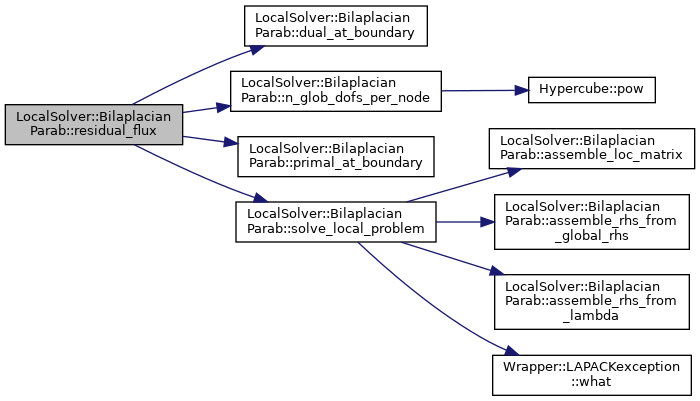 LocalSolver::Bilaplacian
Parab::residual_flux
LocalSolver::Bilaplacian
Parab::dual_at_boundary
LocalSolver::Bilaplacian
Parab::n_glob_dofs_per_node
Hypercube::pow
LocalSolver::Bilaplacian
Parab::primal_at_boundary
LocalSolver::Bilaplacian
Parab::solve_local_problem
LocalSolver::Bilaplacian
Parab::assemble_loc_matrix
LocalSolver::Bilaplacian
Parab::assemble_rhs_from
_global_rhs
LocalSolver::Bilaplacian
Parab::assemble_rhs_from
_lambda
Wrapper::LAPACKexception
::what